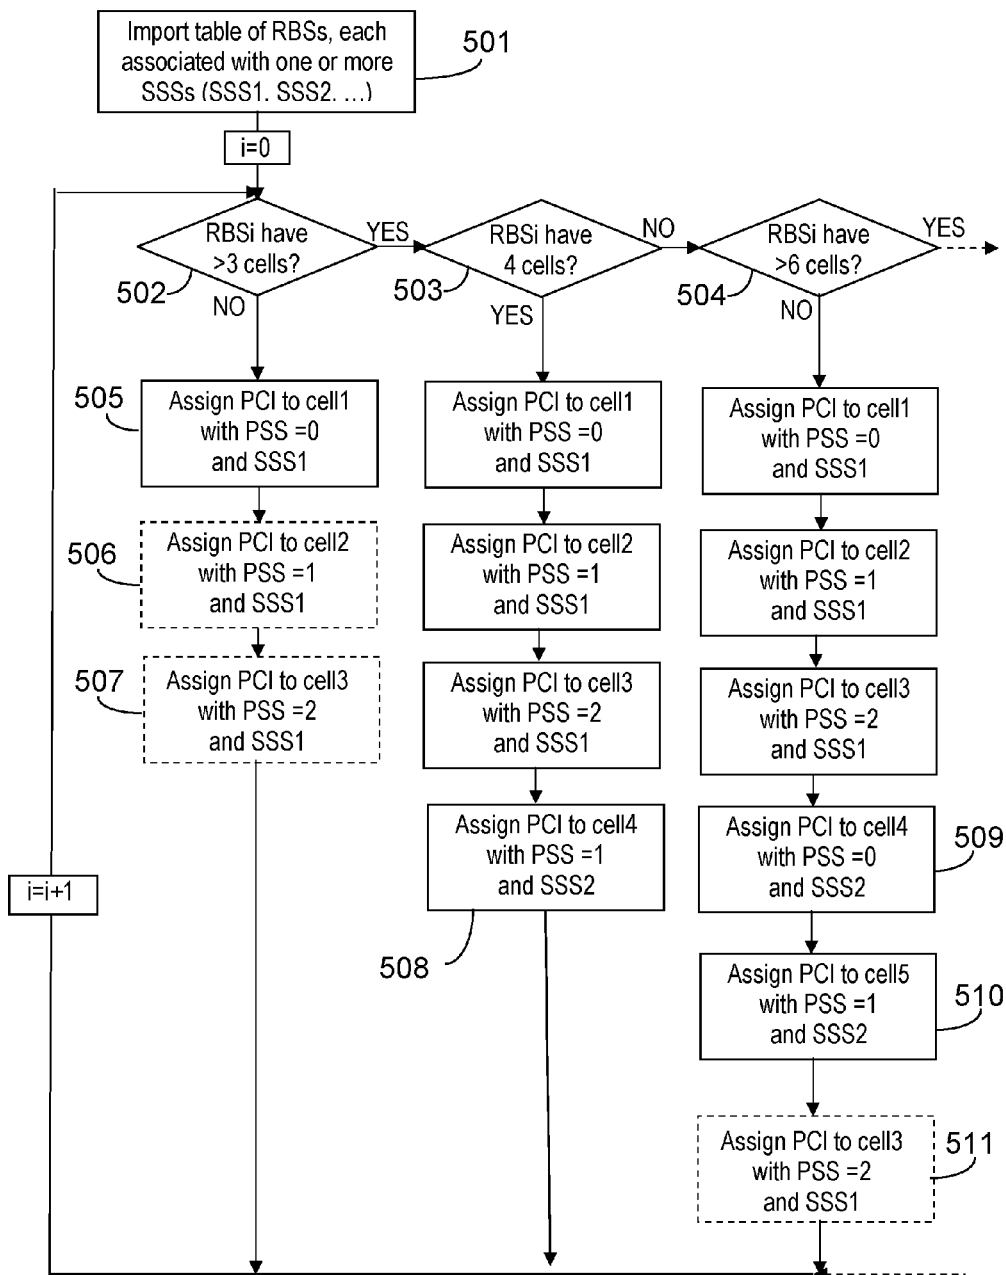 Import table of RBSs, each
associated with one or more
SSSs (SSS1, SSS2, …)
501
i=0
RBSi have
>3 cells?
502
YES
NO
RBSi have
4 cells?
503
NO
YES
RBSi have
>6 cells?
504
YES
NO
505
Assign PCI to cell1
with PSS =0
and SSS1
506
Assign PCI to cell2
with PSS =1
and SSS1
507
Assign PCI to cell3
with PSS =2
and SSS1
Assign PCI to cell1
with PSS =0
and SSS1
Assign PCI to cell2
with PSS =1
and SSS1
Assign PCI to cell3
with PSS =2
and SSS1
Assign PCI to cell4
with PSS =1
and SSS2
508
Assign PCI to cell1
with PSS =0
and SSS1
Assign PCI to cell2
with PSS =1
and SSS1
Assign PCI to cell3
with PSS =2
and SSS1
Assign PCI to cell4
with PSS =0
and SSS2
509
Assign PCI to cell5
with PSS =1
and SSS2
510
Assign PCI to cell3
with PSS =2
and SSS1
511
i=i+1